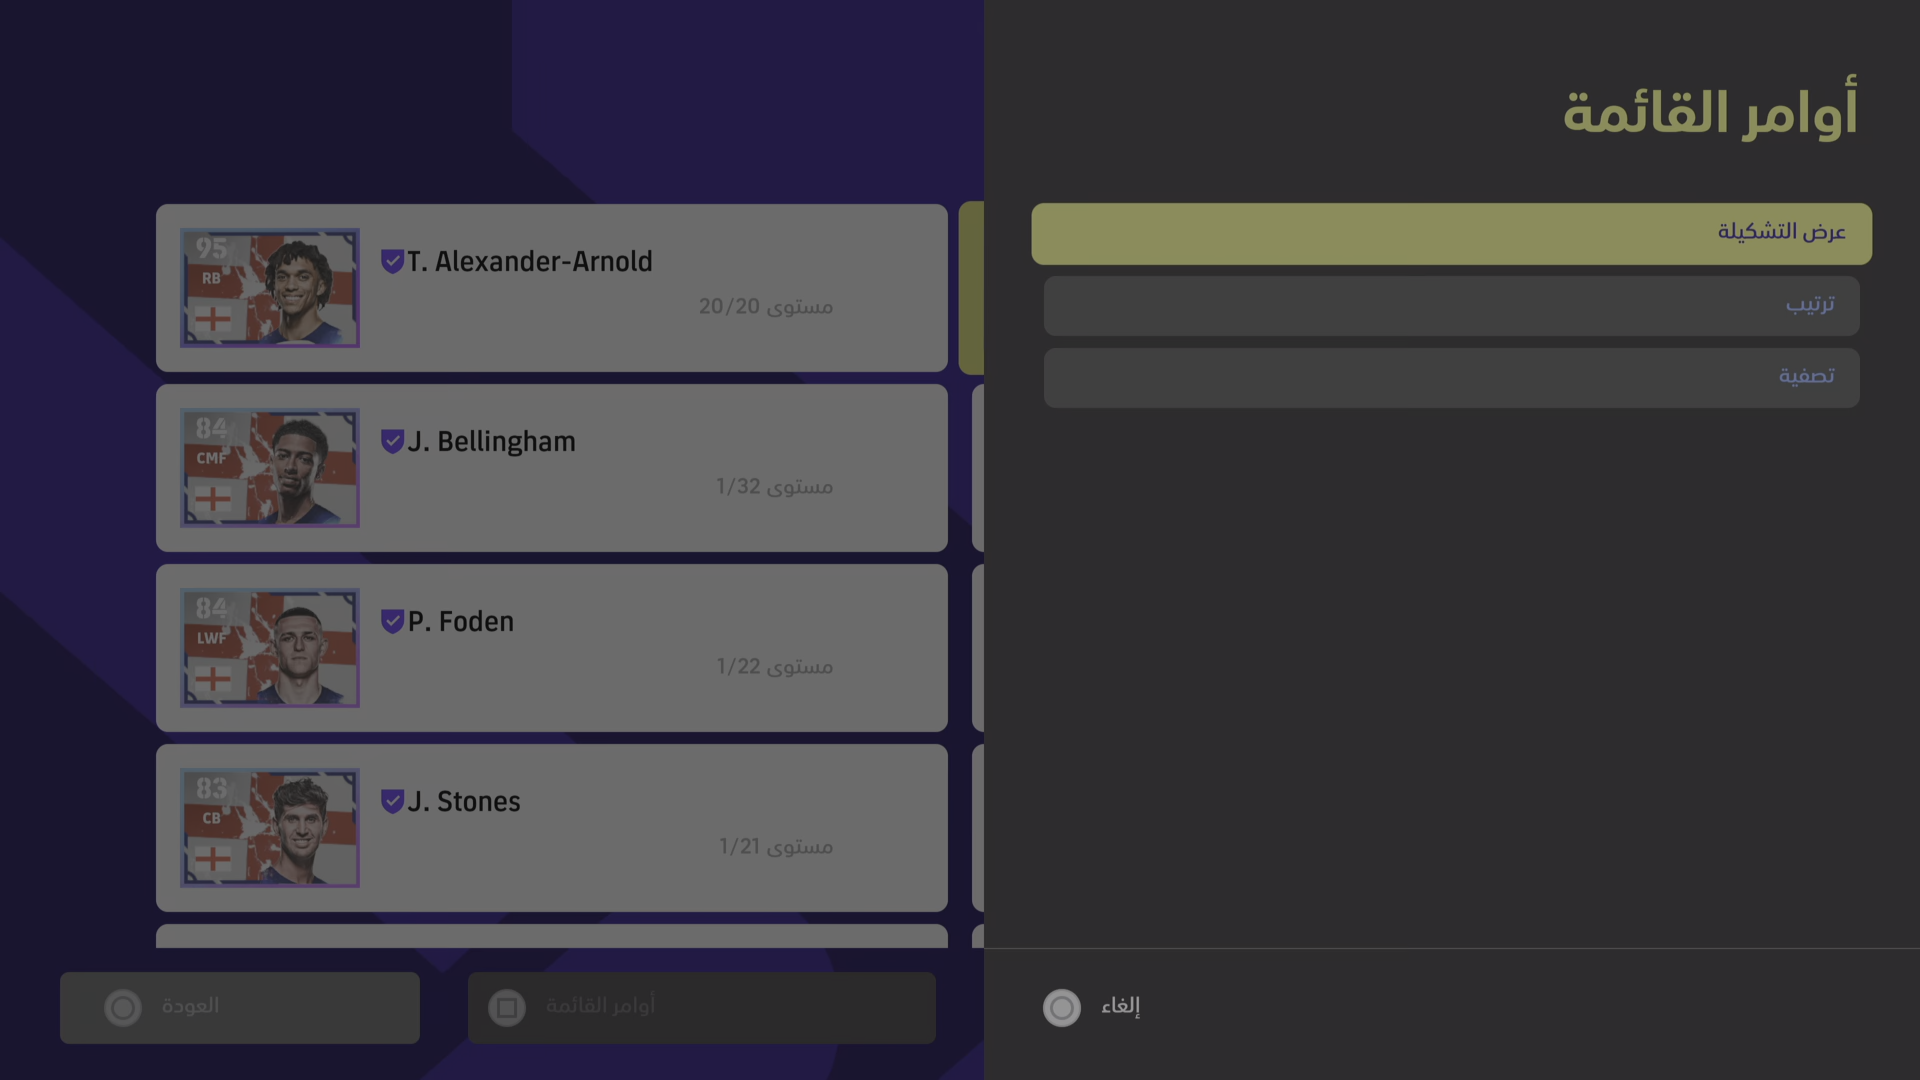 أوامر القائمة
عرض التشكيلة
ترتيب
تصفية
95
RB
T. Alexander-Arnold
مستوى 20/20
84
CMF
J. Bellingham
مستوى 1/32
84
LWF
P. Foden
مستوى 1/22
83
CB
J. Stones
مستوى 1/21
إلغاء
أوامر القائمة
العودة